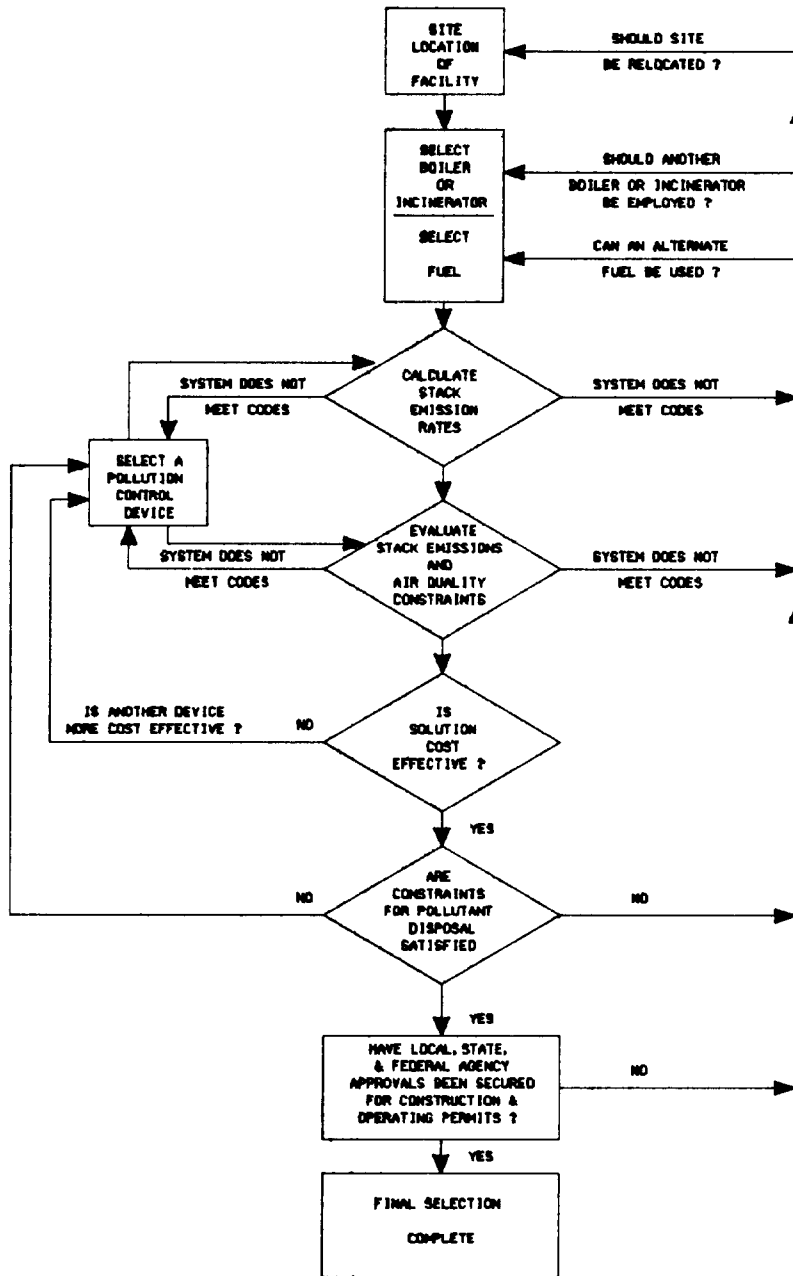 SITE
LOCATION
OF
FACILITY
SHOULD SITE
BE RELOCATED ?
SELECT
BOILER
OR
INCINERATOR
SELECT
FUEL
SHOULD ANOTHER
BOILER OR INCINERATOR
BE EMPLOYED ?
CAN AN ALTERNATE
FUEL BE USED ?
CALCULATE
STACK
EMISSION
RATES
SYSTEM DOES NOT
MEET CODES
SYSTEM DOES NOT
MEET CODES
SELECT A
POLLUTION
CONTROL
DEVICE
EVALUATE
STACK EMISSIONS
AND
AIR QUALITY
CONSTRAINTS
SYSTEM DOES NOT
MEET CODES
SYSTEM DOES NOT
MEET CODES
IS ANOTHER DEVICE
MORE COST EFFECTIVE ?
NO
IS
SOLUTION
COST
EFFECTIVE ?
YES
NO
ARE
CONSTRAINTS
FOR POLLUTANT
DISPOSAL
SATISFIED
NO
YES
HAVE LOCAL, STATE,
& FEDERAL AGENCY
APPROVALS BEEN SECURED
FOR CONSTRUCTION &
OPERATING PERMITS ?
NO
YES
FINAL SELECTION
COMPLETE